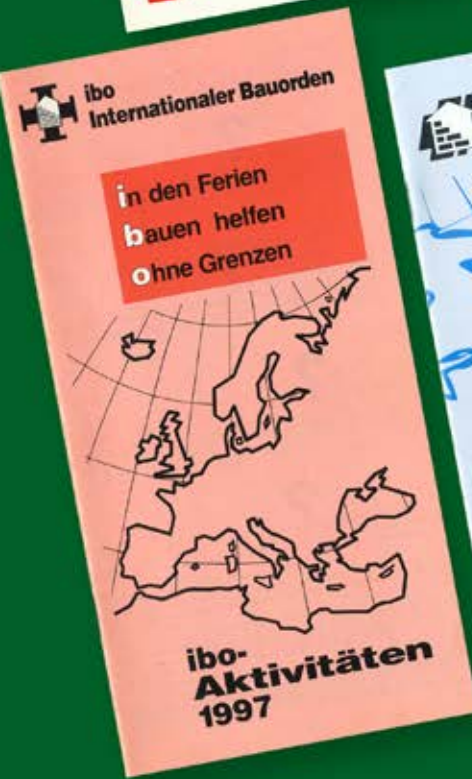 ibo
Internationaler Bauorden
in den Ferien
bauen helfen
ohne Grenzen
ibo-
Aktivitäten
1997